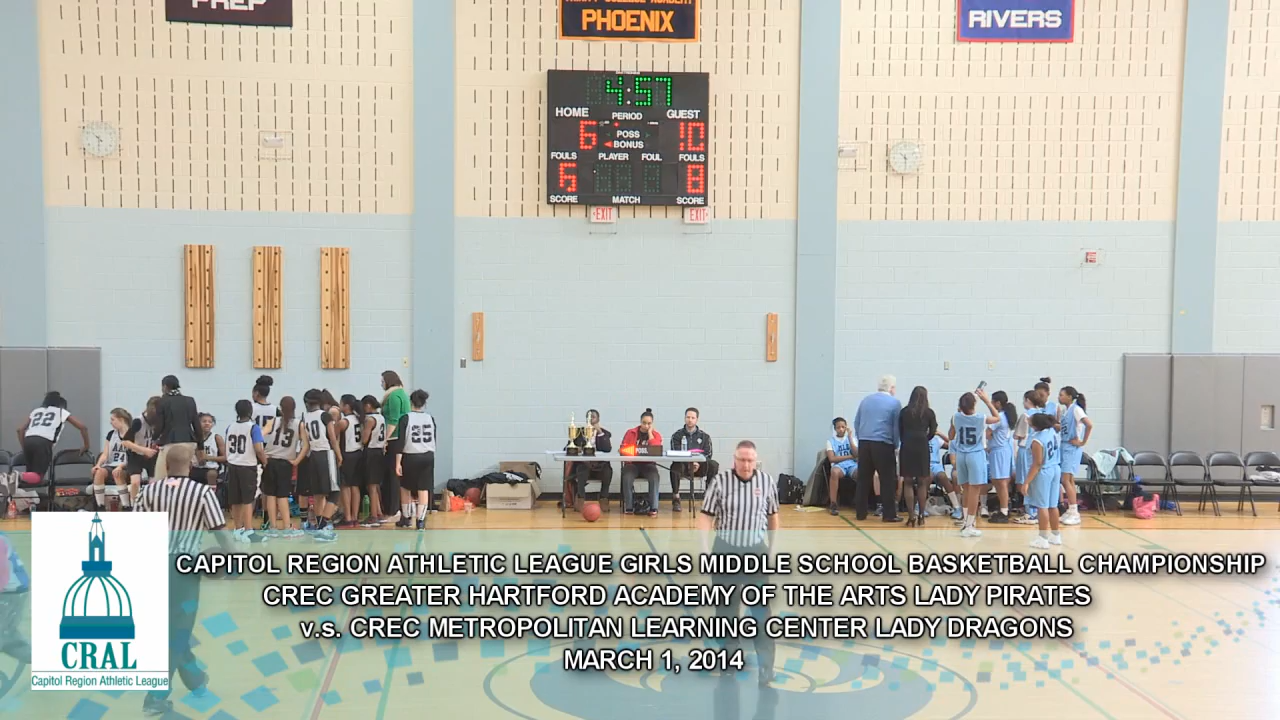 PREP
PHOENIX
RIVERS
4:57
HOME
PERIOD
GUEST
6
10
POSS
BONUS
FOULS
PLAYER
FOUL
FOULS
6
8
SCORE
MATCH
SCORE
EXIT
EXIT
22
24
30
13
5
3
25
15
CAPITOL REGION ATHLETIC LEAGUE GIRLS MIDDLE SCHOOL BASKETBALL CHAMPIONSHIP
CREC GREATER HARTFORD ACADEMY OF THE ARTS LADY PIRATES
v.s. CREC METROPOLITAN LEARNING CENTER LADY DRAGONS
MARCH 1, 2014
CRAL
Capitol Region Athletic League